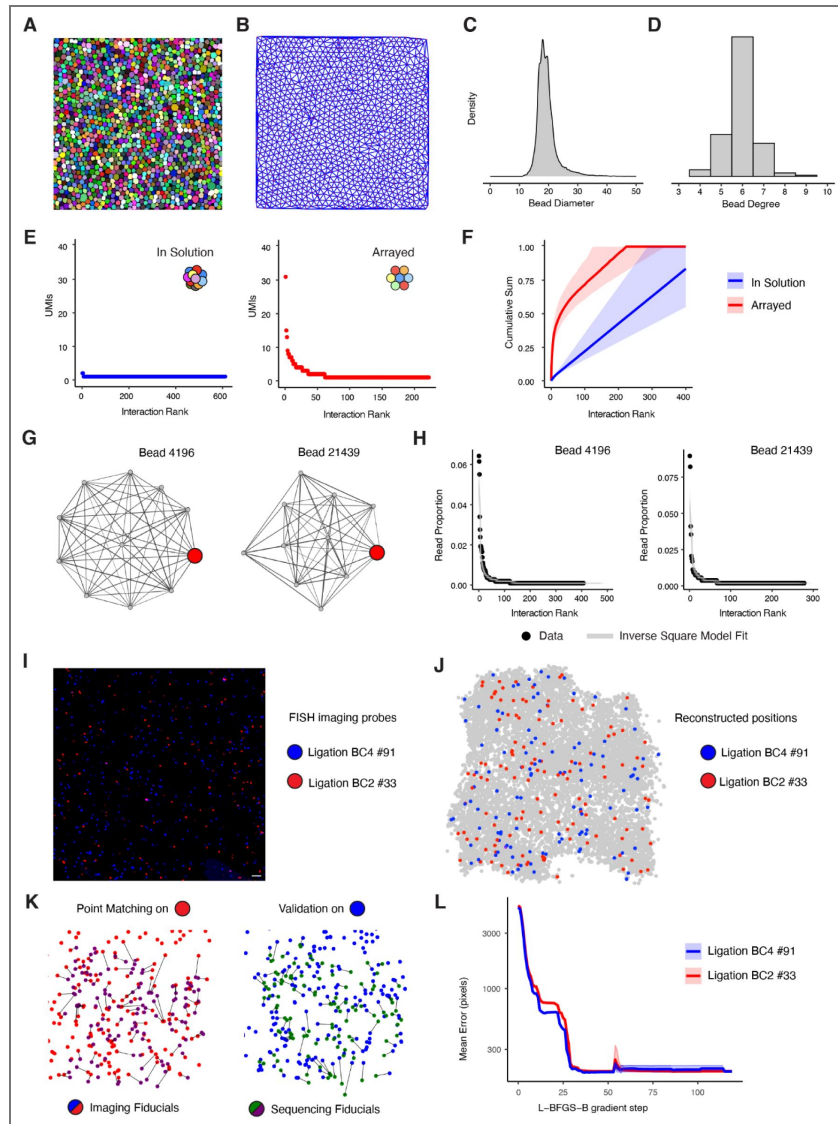 A
B
C
Density
0 10 20 30 40 50
Bead Diameter
D
3 4 5 6 7 8 9 10
Bead Degree
E
In Solution
UMIs
40
30
20
10
0
0 200 400 600
Interaction Rank
Arrayed
UMIs
40
30
20
10
0
0 50 100 150 200
Interaction Rank
F
Cumulative Sum
1.00
0.75
0.50
0.25
0.00
0 100 200 300 400
Interaction Rank
In Solution
Arrayed
G
Bead 4196
Bead 21439
H
Bead 4196
Read Proportion
0.06
0.04
0.02
0.00
0 100 200 300 400 500
Interaction Rank
Bead 21439
Read Proportion
0.075
0.050
0.025
0.000
0 100 200 300
Interaction Rank
Data
Inverse Square Model Fit
I
FISH imaging probes
Ligation BC4 #91
Ligation BC2 #33
J
Reconstructed positions
Ligation BC4 #91
Ligation BC2 #33
K
Point Matching on
Validation on
Imaging Fiducials
Sequencing Fiducials
L
Mean Error (pixels)
3000
1000
300
0 25 50 75 100
L-BFGS-B gradient step
Ligation BC4 #91
Ligation BC2 #33